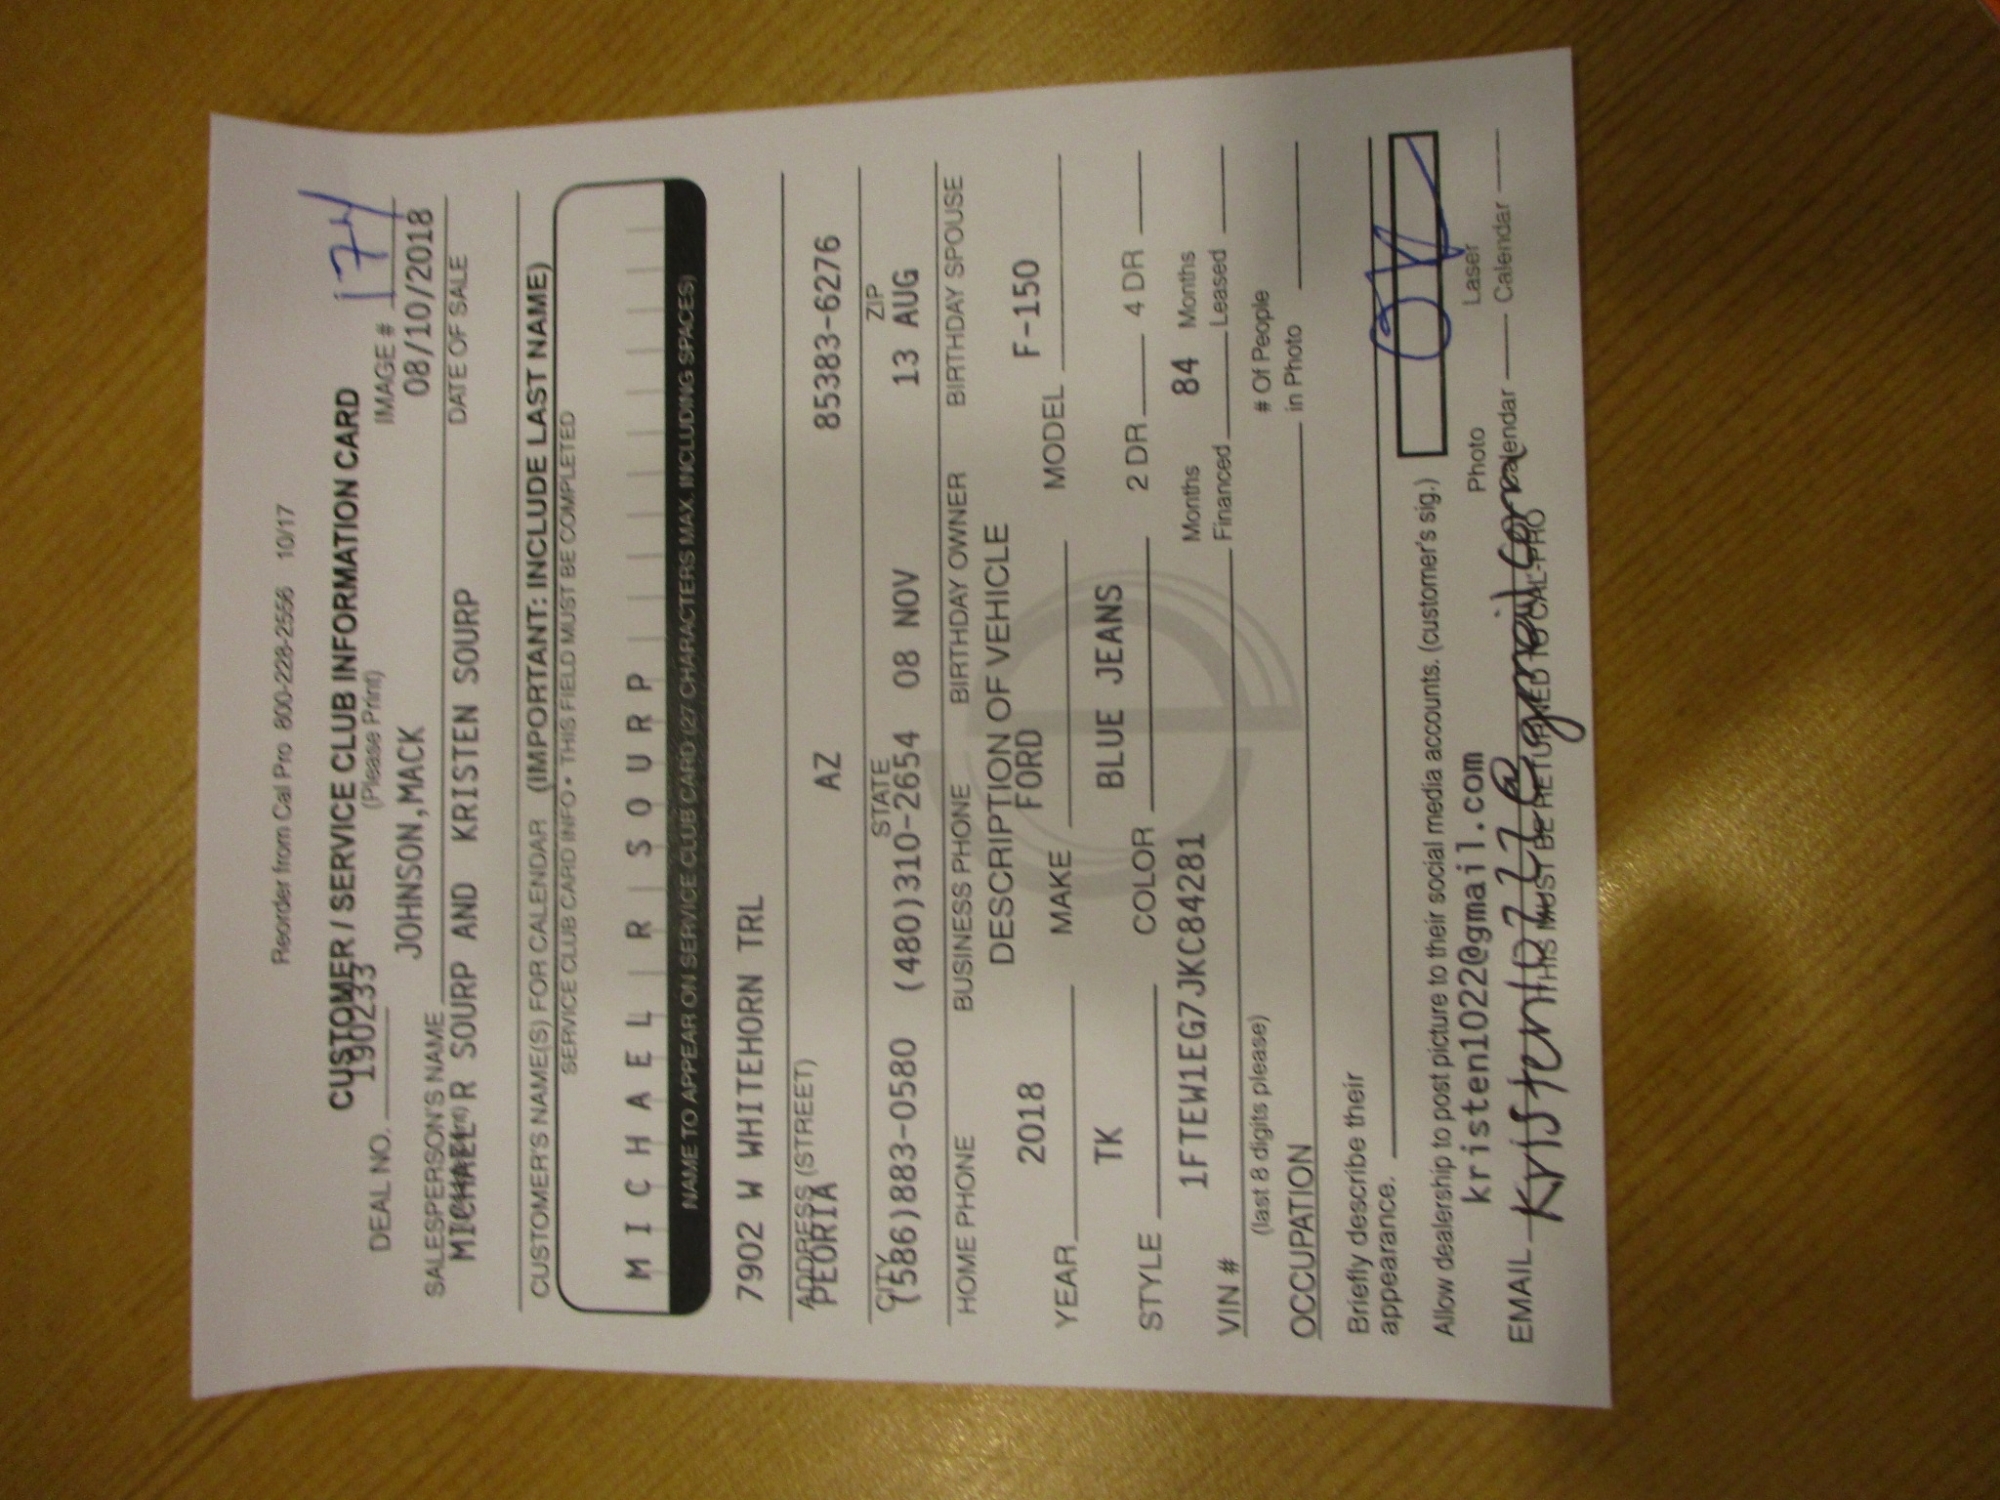 Reorder from Cal Pro 800-228-2556 10/17
CUSTOMER / SERVICE CLUB INFORMATION CARD
(Please Print)
DEAL NO. 190233 IMAGE # 174
JOHNSON,MACK 08/10/2018
SALESPERSON'S NAME DATE OF SALE
MICHAEL R SOURP AND KRISTEN SOURP
CUSTOMER'S NAME(S) FOR CALENDAR (IMPORTANT: INCLUDE LAST NAME)
SERVICE CLUB CARD INFO • THIS FIELD MUST BE COMPLETED
M I C H A E L R S O U R P
NAME TO APPEAR ON SERVICE CLUB CARD (27 CHARACTERS MAX. INCLUDING SPACES)
7902 W WHITEHORN TRL
ADDRESS (STREET)
PEORIA AZ 85383-6276
CITY STATE ZIP
(586)883-0580 (480)310-2654 08 NOV 13 AUG
HOME PHONE BUSINESS PHONE BIRTHDAY OWNER BIRTHDAY SPOUSE
DESCRIPTION OF VEHICLE
YEAR 2018 MAKE FORD MODEL F-150
STYLE TK COLOR BLUE JEANS 2 DR 4 DR
VIN # 1FTEW1EG7JKC84281 Months Financed 84 Months Leased
(last 8 digits please)
OCCUPATION # Of People in Photo
Briefly describe their
appearance.
Allow dealership to post picture to their social media accounts. (customer's sig.)
kristen1022@gmail.com Photo Laser
EMAIL @gmail.com Calendar Calendar
THIS MUST BE RETURNED TO CAL-PRO